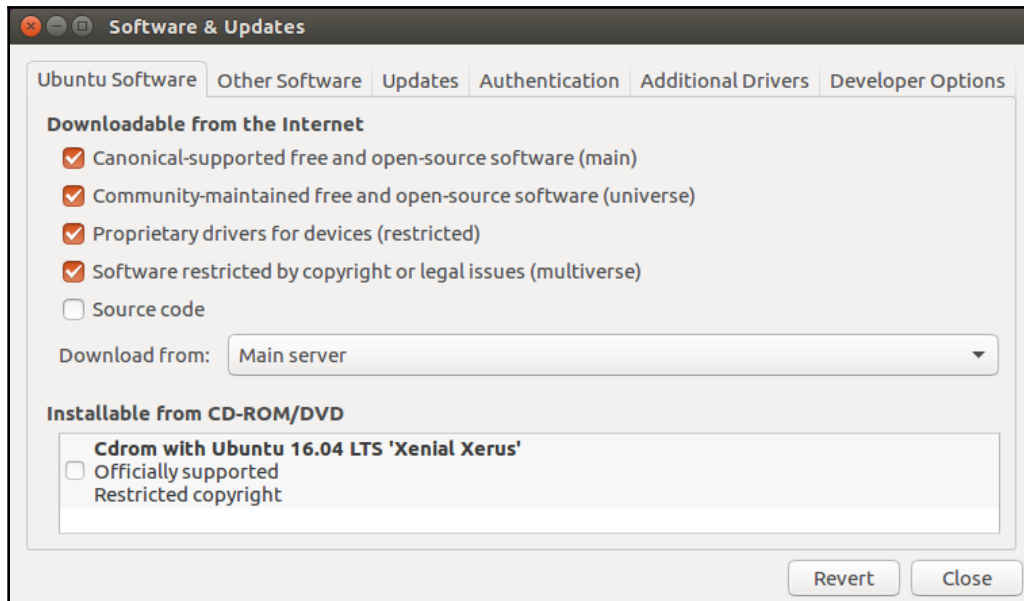 Software & Updates
Ubuntu Software Other Software Updates Authentication Additional Drivers Developer Options
Downloadable from the Internet
Canonical-supported free and open-source software (main)
Community-maintained free and open-source software (universe)
Proprietary drivers for devices (restricted)
Software restricted by copyright or legal issues (multiverse)
Source code
Download from: Main server
Installable from CD-ROM/DVD
Cdrom with Ubuntu 16.04 LTS 'Xenial Xerus'
Officially supported
Restricted copyright
Revert Close